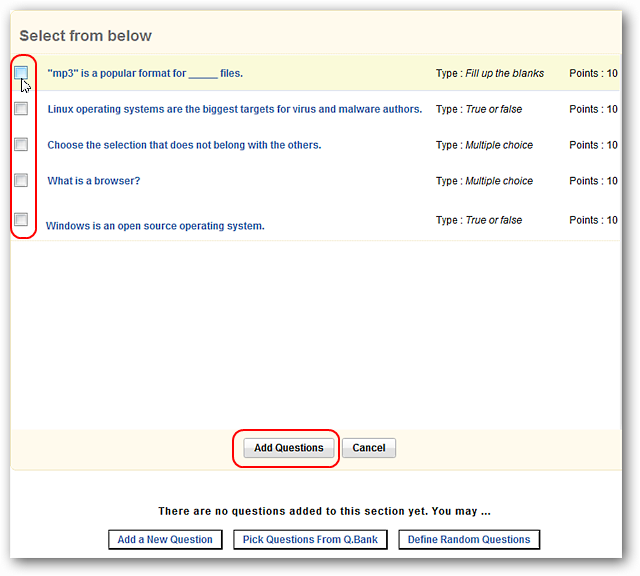 Select from below
"mp3" is a popular format for _____ files. Type : Fill up the blanks Points : 10
Linux operating systems are the biggest targets for virus and malware authors. Type : True or false Points : 10
Choose the selection that does not belong with the others. Type : Multiple choice Points : 10
What is a browser? Type : Multiple choice Points : 10
Windows is an open source operating system. Type : True or false Points : 10
Add Questions Cancel
There are no questions added to this section yet. You may ...
Add a New Question Pick Questions From Q.Bank Define Random Questions